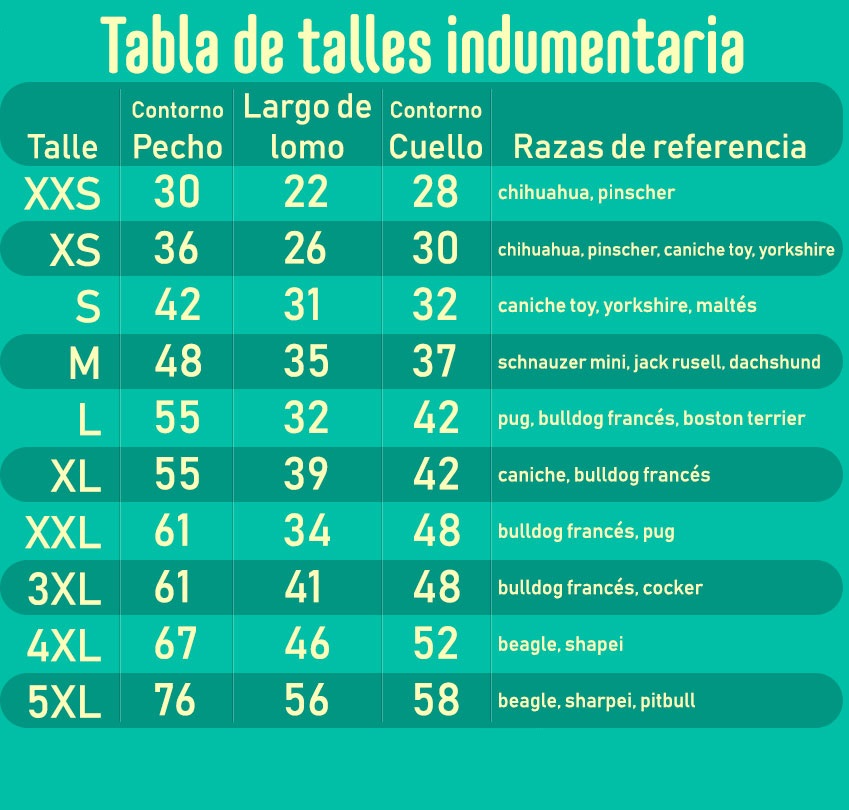 Tabla de talles indumentaria
Talle Contorno Pecho Largo de lomo Contorno Cuello Razas de referencia
XXS 30 22 28 chihuahua, pinscher
XS 36 26 30 chihuahua, pinscher, caniche toy, yorkshire
S 42 31 32 caniche toy, yorkshire, maltés
M 48 35 37 schnauzer mini, jack rusell, dachshund
L 55 32 42 pug, bulldog francés, boston terrier
XL 55 39 42 caniche, bulldog francés
XXL 61 34 48 bulldog francés, pug
3XL 61 41 48 bulldog francés, cocker
4XL 67 46 52 beagle, shapei
5XL 76 56 58 beagle, sharpei, pitbull